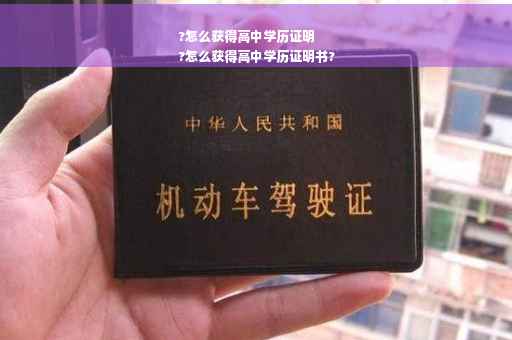 ?怎么获得高中学历证明
?怎么获得高中学历证明书?
中华人民共和国
机动车驾驶证